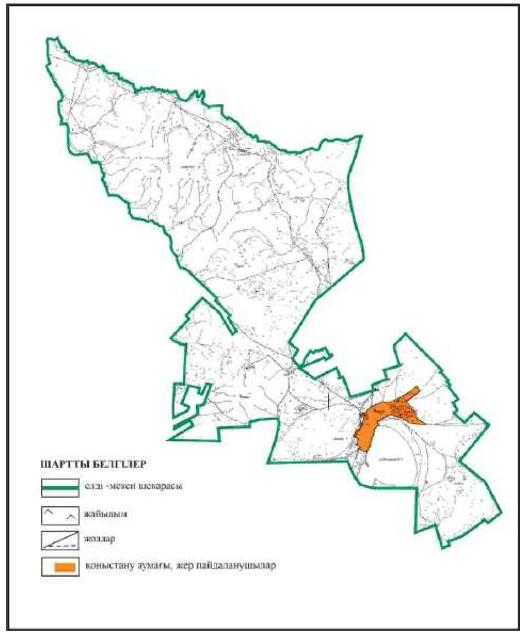 ШАРТТЫ БЕЛГІЛЕР
елді -мекен шекарасы
жайылым
жолдар
қоныстану аумағы, жер пайдаланушылар